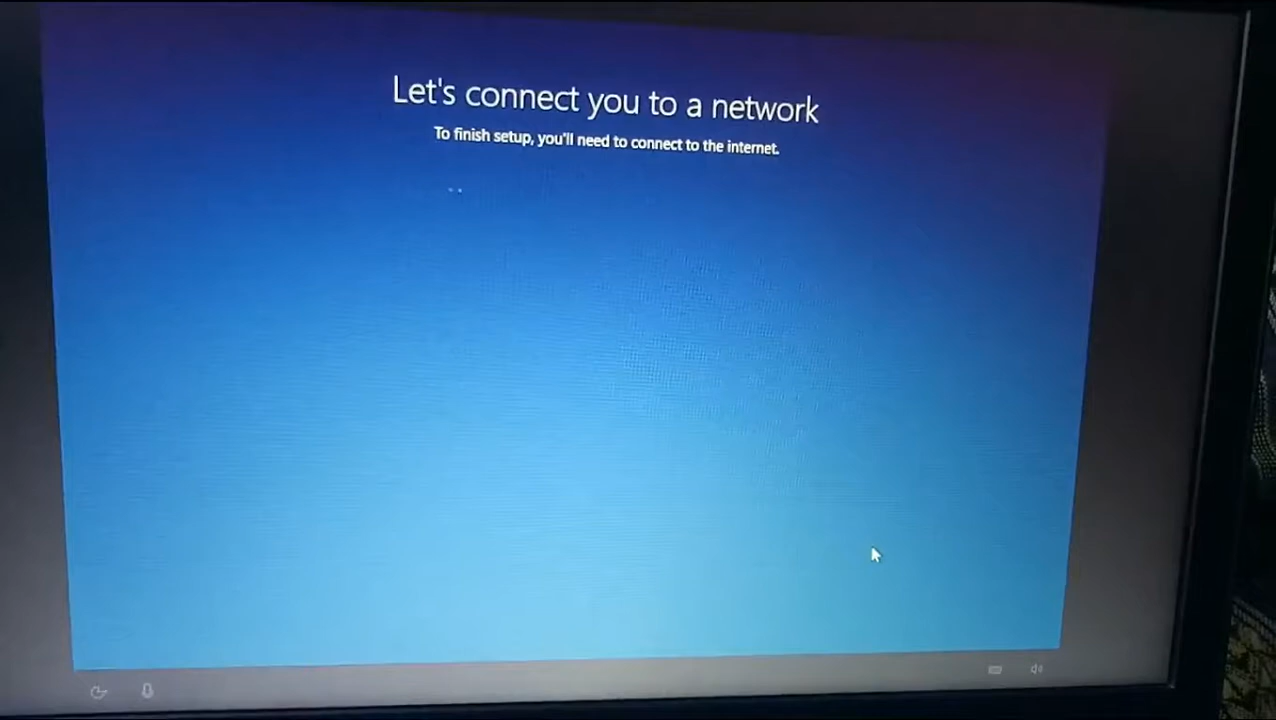 Let's connect you to a network
To finish setup, you'll need to connect to the internet.